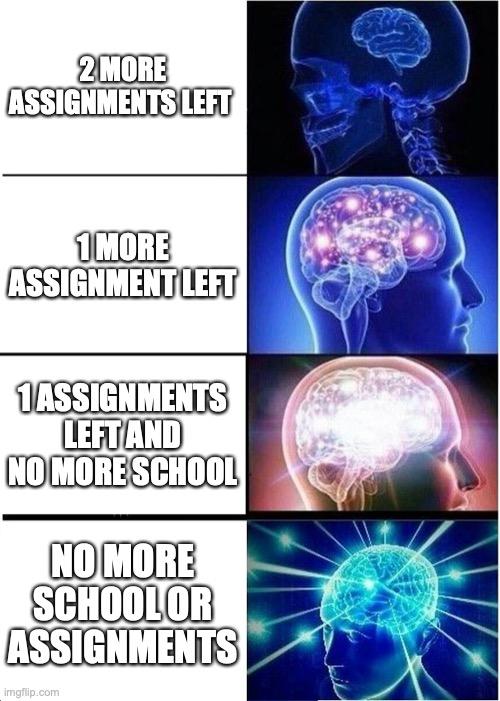 2 MORE
ASSIGNMENTS LEFT
1 MORE
ASSIGNMENT LEFT
1 ASSIGNMENTS
LEFT AND
NO MORE SCHOOL
NO MORE
SCHOOL OR
ASSIGNMENTS
imgflip.com